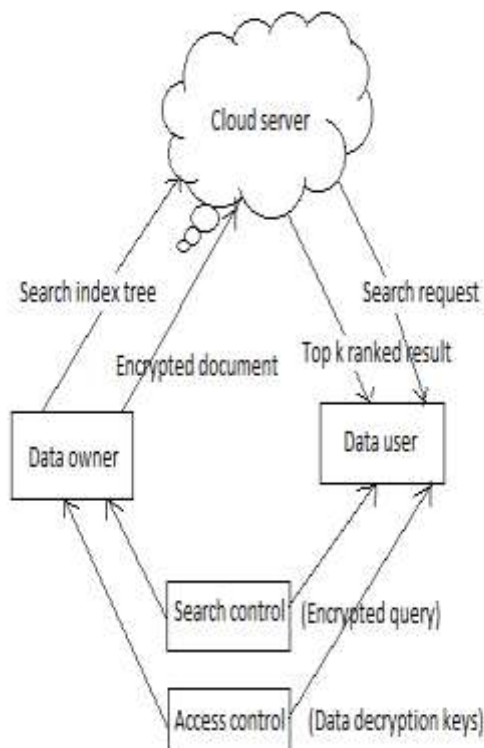 Cloud server
Search index tree
Search request
Encrypted document
Top k ranked result
Data owner
Data user
Search control
(Encrypted query)
Access control
(Data decryption keys)